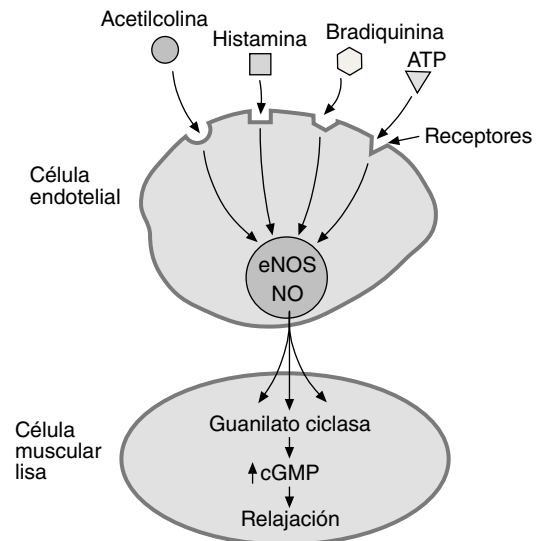 Acetilcolina
Histamina
Bradiquinina
ATP
Receptores
Célula
endotelial
eNOS
NO
Célula
muscular
lisa
Guanilato ciclasa
cGMP
Relajación